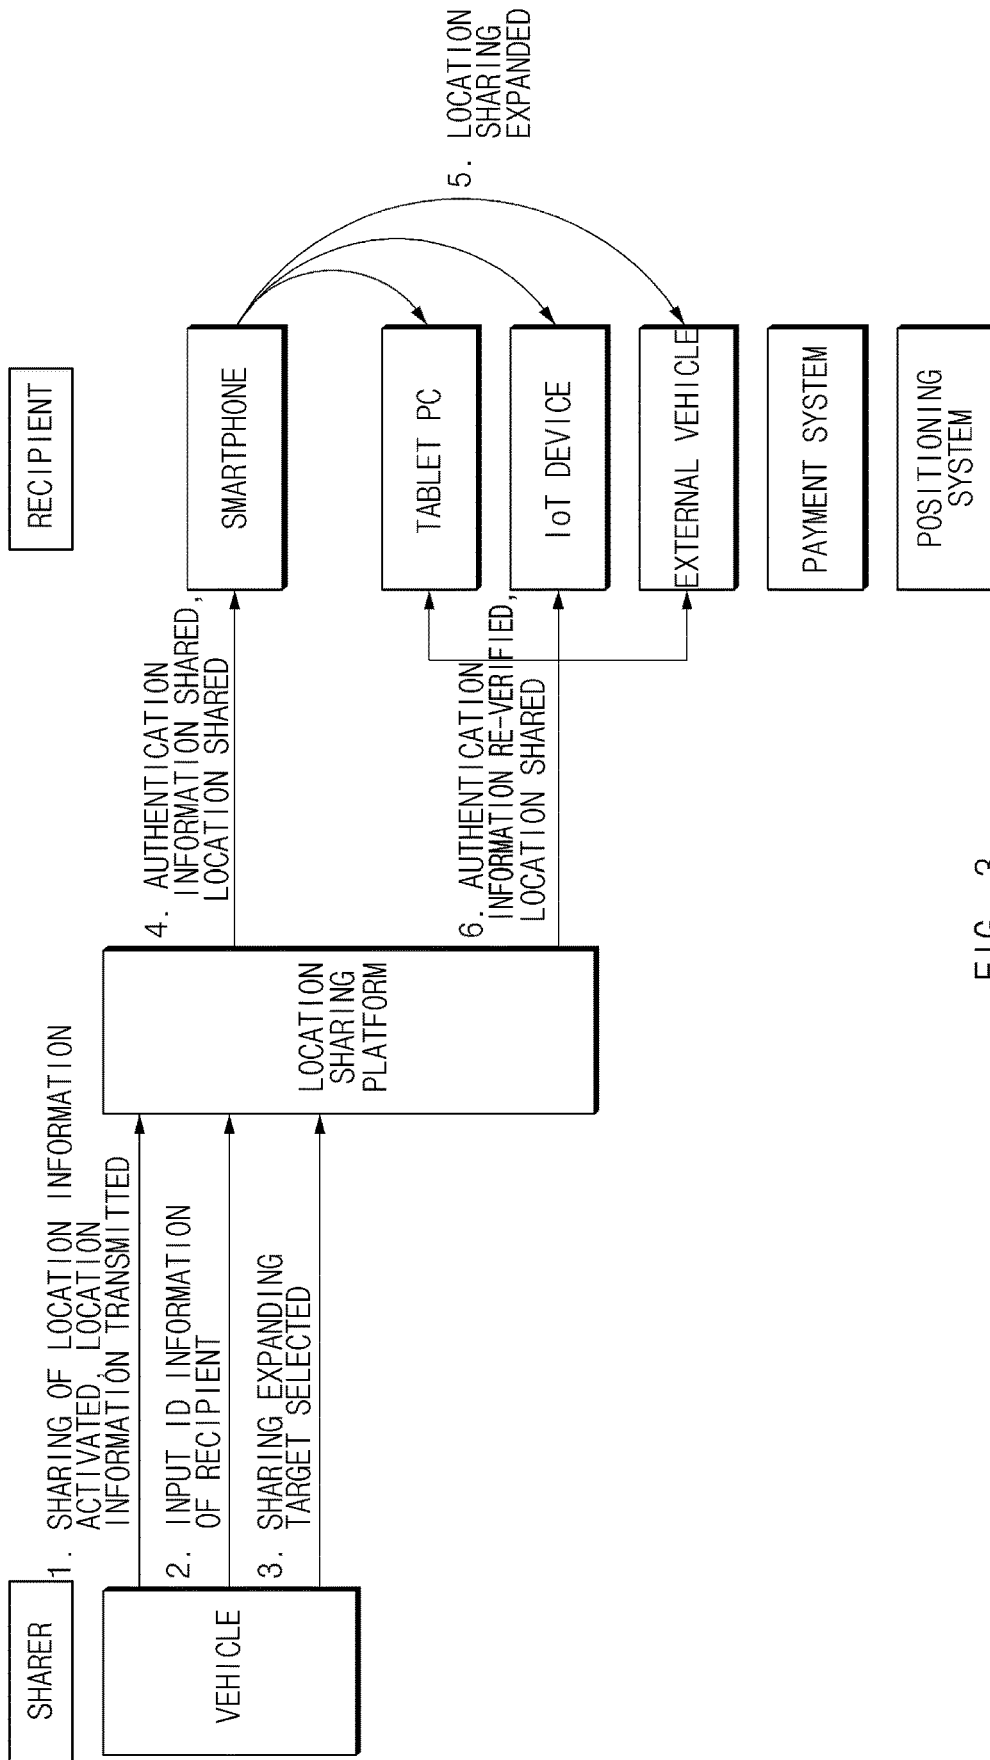 SHARER
RECIPIENT
1. SHARING OF LOCATION INFORMATION
ACTIVATED, LOCATION
INFORMATION TRANSMITTED
2. INPUT ID INFORMATION
OF RECIPIENT
3. SHARING EXPANDING
TARGET SELECTED
VEHICLE
LOCATION
SHARING
PLATFORM
4. AUTHENTICATION
INFORMATION SHARED,
LOCATION SHARED
6. AUTHENTICATION
INFORMATION RE-VERIFIED,
LOCATION SHARED
SMARTPHONE
TABLET PC
IoT DEVICE
EXTERNAL VEHICLE
PAYMENT SYSTEM
POSITIONING
SYSTEM
5. LOCATION
SHARING
EXPANDED
FIG. 3